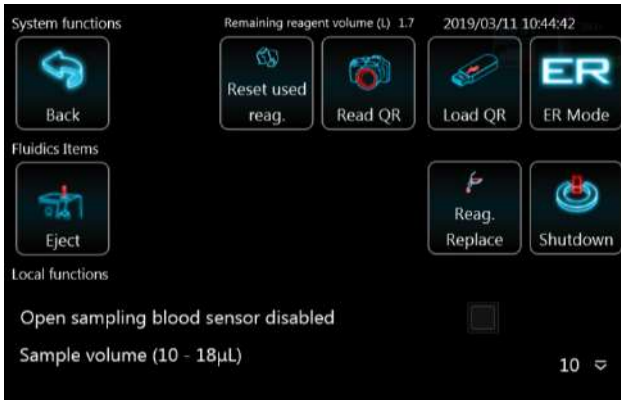 System functions
Remaining reagent volume (L) 1.7
2019/03/11 10:44:42
Back
Reset used
reag.
Read QR
Load QR
ER
ER Mode
Fluidics Items
Eject
Reag.
Replace
Shutdown
Local functions
Open sampling blood sensor disabled
Sample volume (10 - 18µL)
10